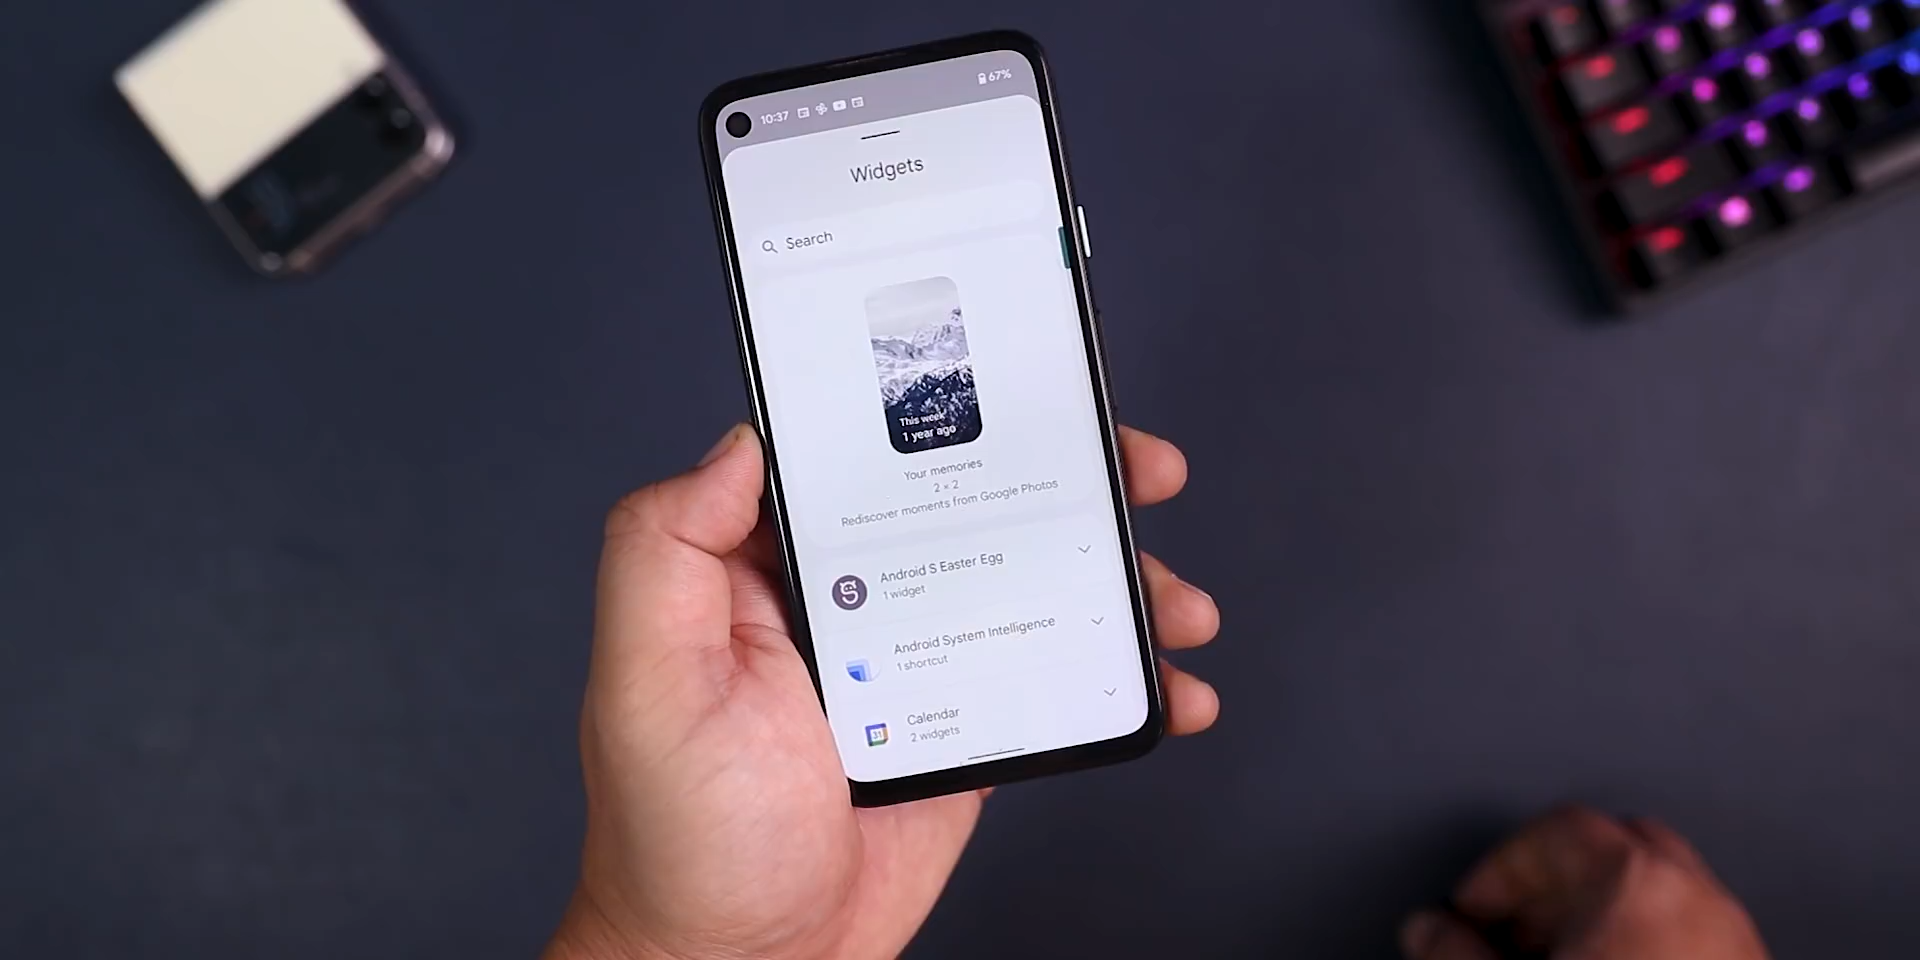 10:37
67%
Widgets
Search
This week
1 year ago
Your memories
2 × 2
Rediscover moments from Google Photos
Android S Easter Egg
1 widget
Android System Intelligence
1 shortcut
31
Calendar
2 widgets